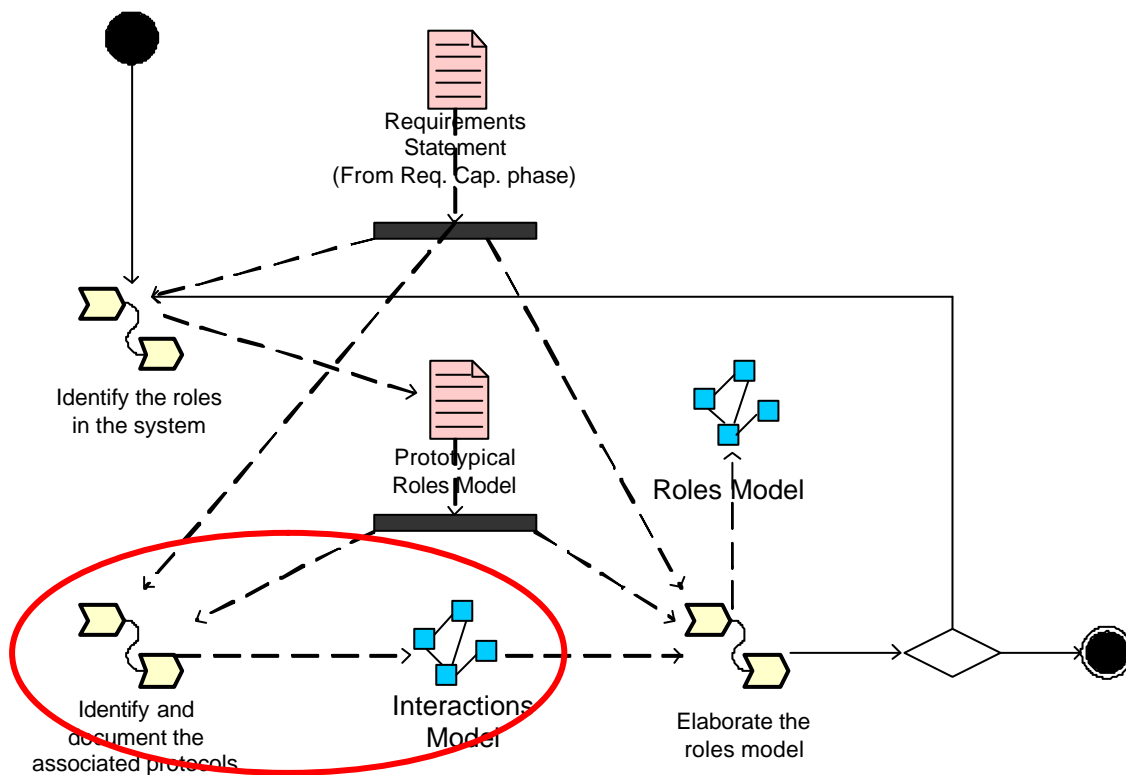 Requirements
Statement
(From Req. Cap. phase)
Identify the roles
in the system
Prototypical
Roles Model
Roles Model
Identify and
document the
associated protocols
Interactions
Model
Elaborate the
roles model